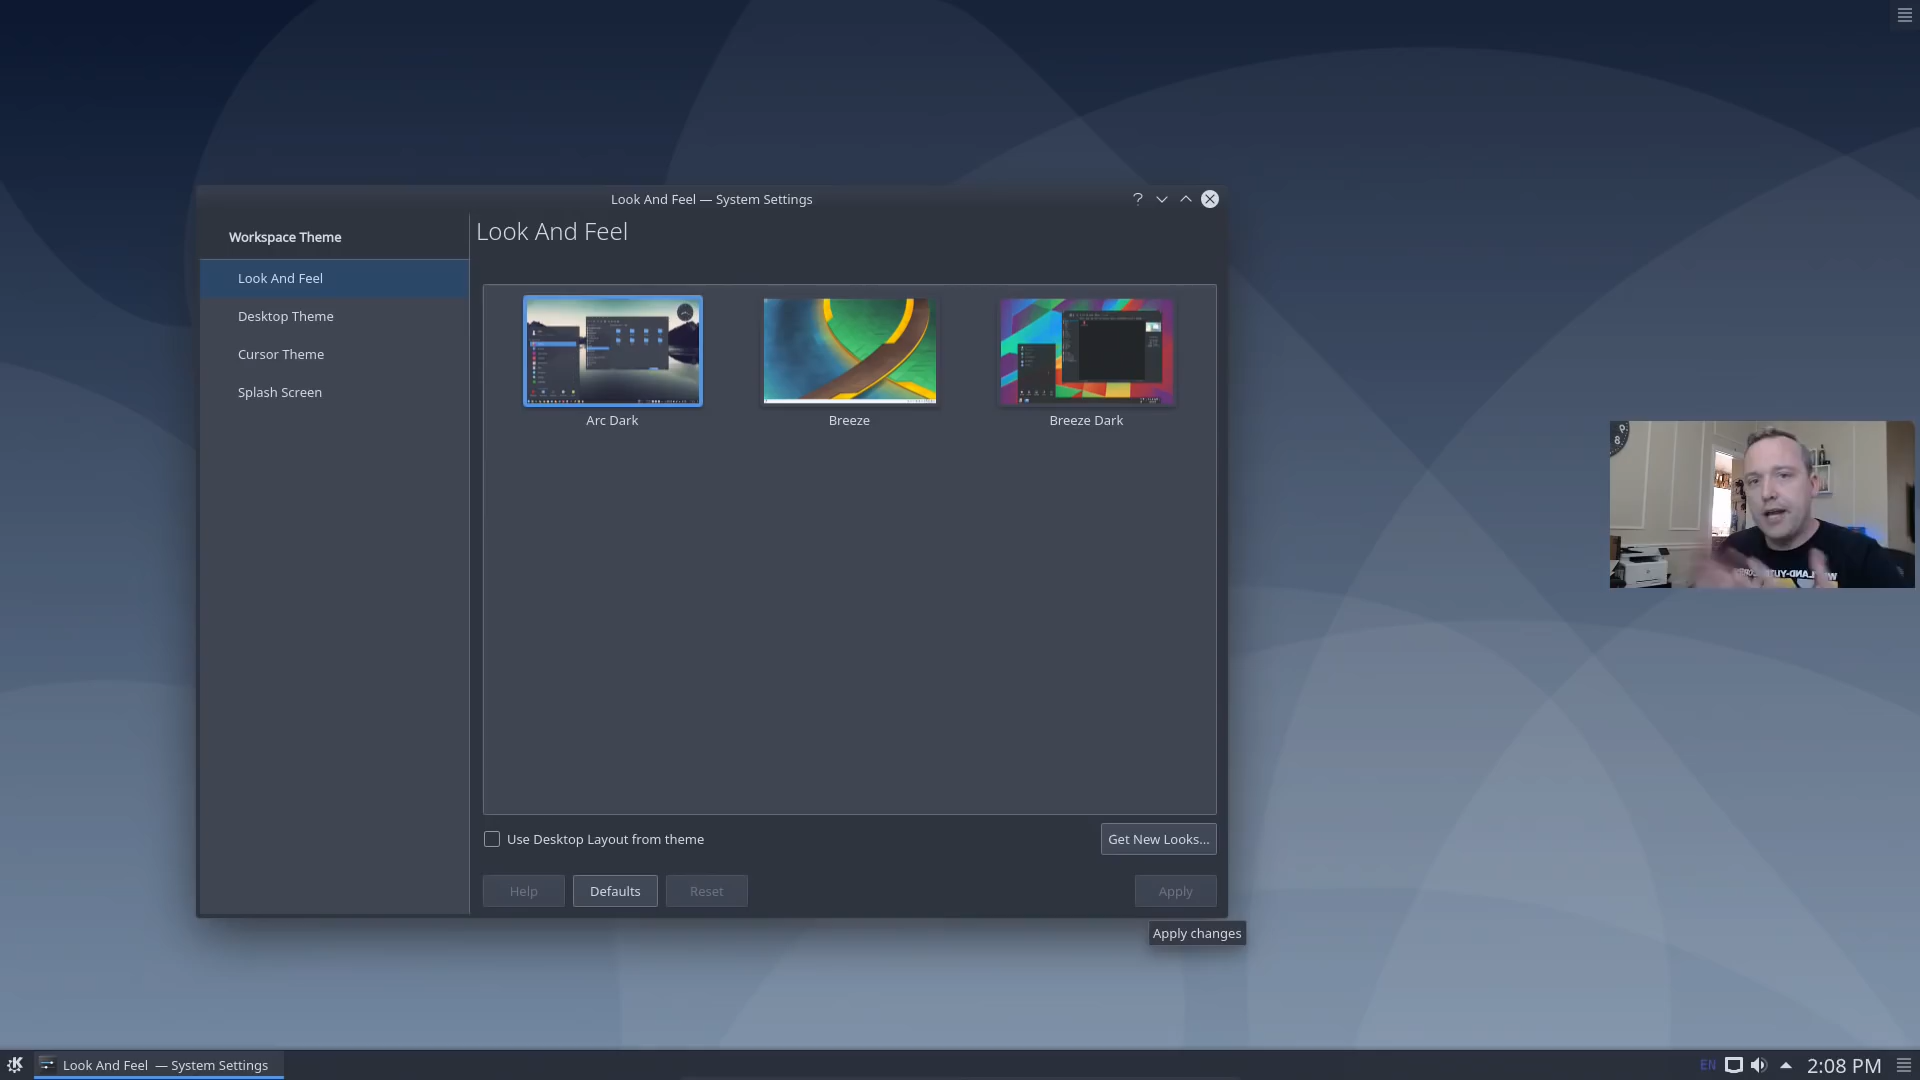 Look And Feel — System Settings
Workspace Theme
Look And Feel
Desktop Theme
Cursor Theme
Splash Screen
Look And Feel
Arc Dark
Breeze
Breeze Dark
Use Desktop Layout from theme
Get New Looks...
Help
Defaults
Reset
Apply
Apply changes
Look And Feel — System Settings
EN
2:08 PM